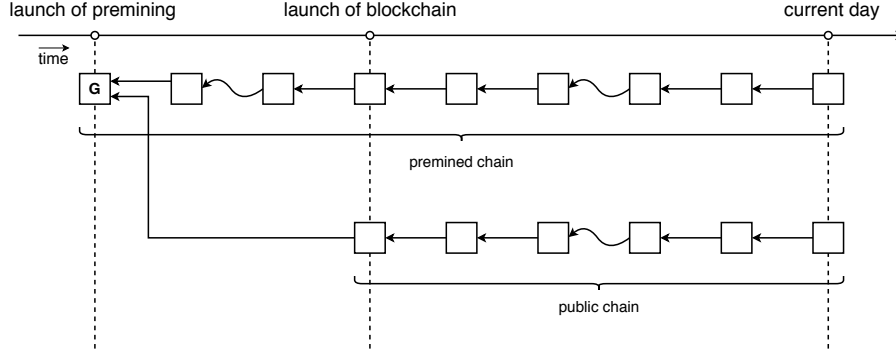 launch of premining
launch of blockchain
current day
time
G
premined chain
public chain